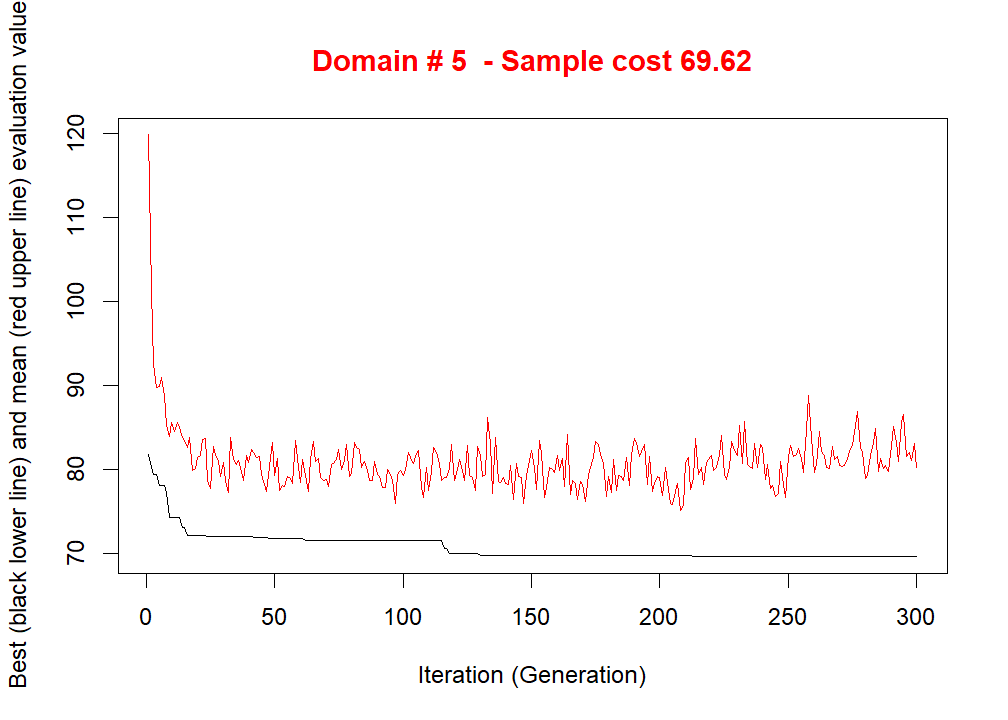 Domain # 5  - Sample cost 69.62
Best (black lower line) and mean (red upper line) evaluation value
120
110
100
90
80
70
0 50 100 150 200 250 300
Iteration (Generation)